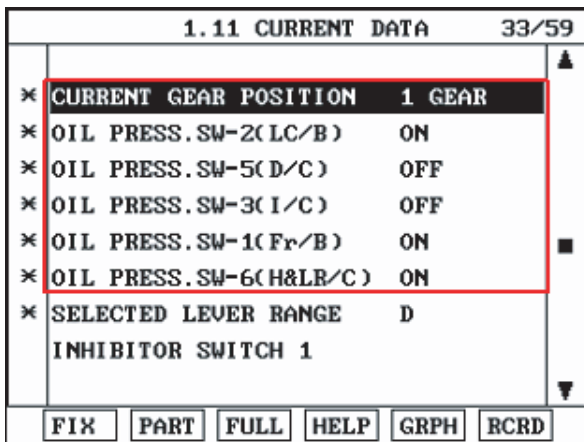 1.11 CURRENT DATA 33/59
* CURRENT GEAR POSITION 1 GEAR
* OIL PRESS.SW-2(LC/B) ON
* OIL PRESS.SW-5(D/C) OFF
* OIL PRESS.SW-3(I/C) OFF
* OIL PRESS.SW-1(Fr/B) ON
* OIL PRESS.SW-6(H&LR/C) ON
* SELECTED LEVER RANGE D
INHIBITOR SWITCH 1
FIX PART FULL HELP GRPH RCRD